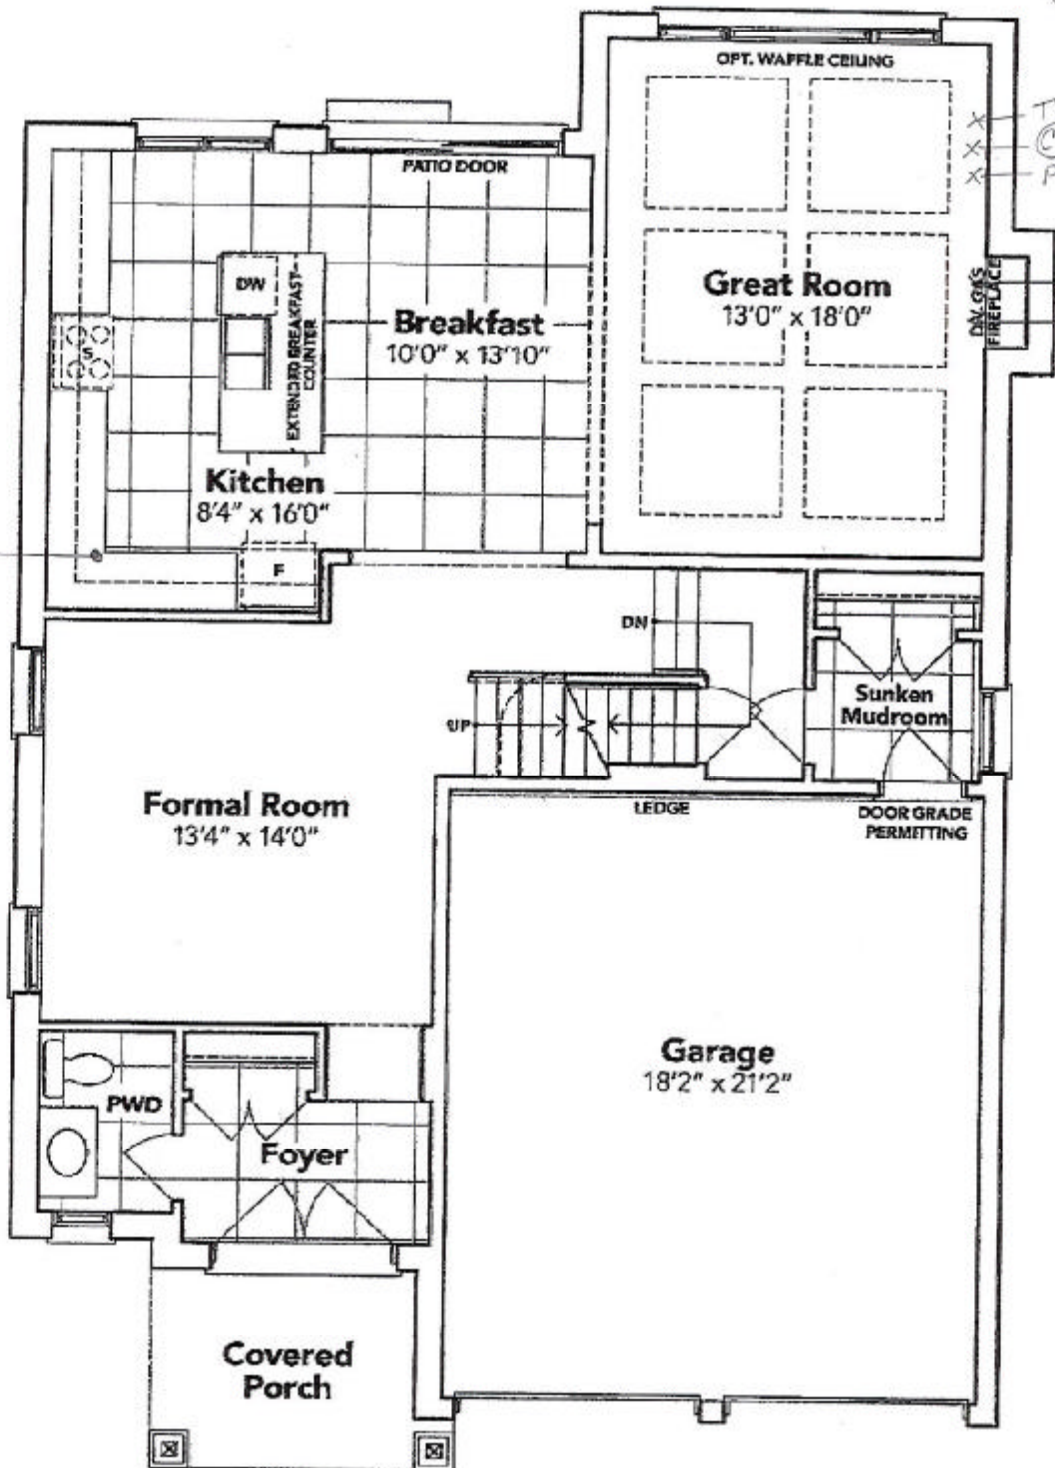 OPT. WAFFLE CEILING
PATIO DOOR
Great Room
13'0" x 18'0"
DW
EXTENDED BREAKFAST
COUNTER
Breakfast
10'0" x 13'10"
S
FIREPLACE
Kitchen
8'4" x 16'0"
F
DN
UP
Sunken
Mudroom
Formal Room
13'4" x 14'0"
LEDGE
DOOR GRADE
PERMITTING
Garage
18'2" x 21'2"
PWD
Foyer
Covered
Porch